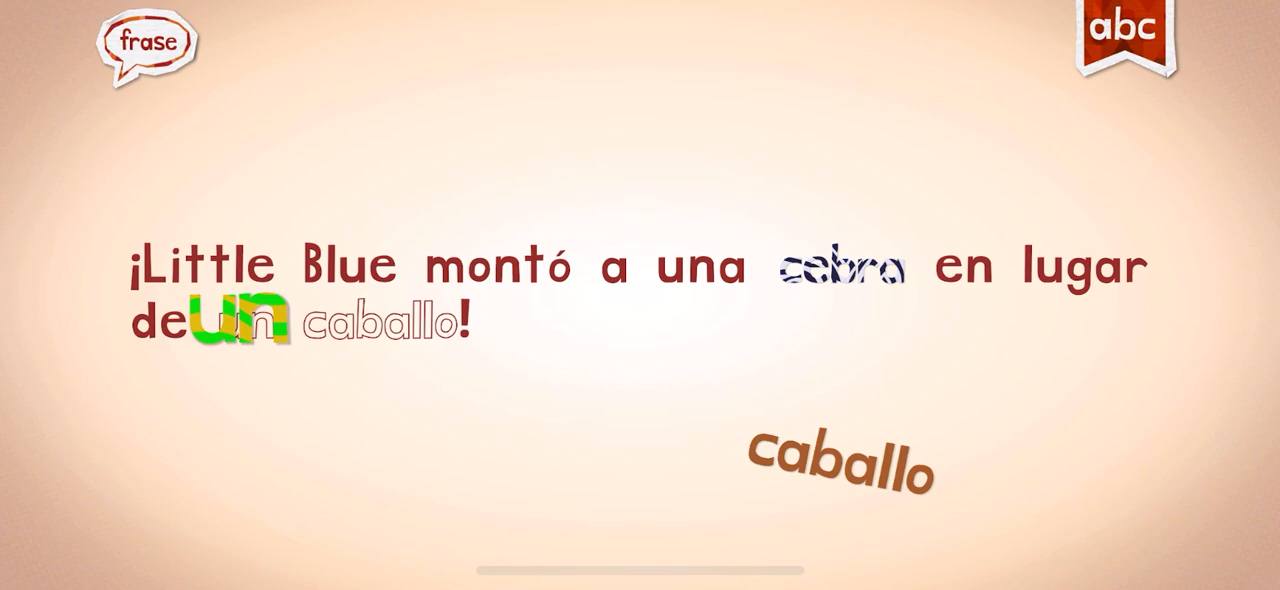 frase
abc
¡Little Blue montó a una cebra en lugar
de un caballo!
caballo